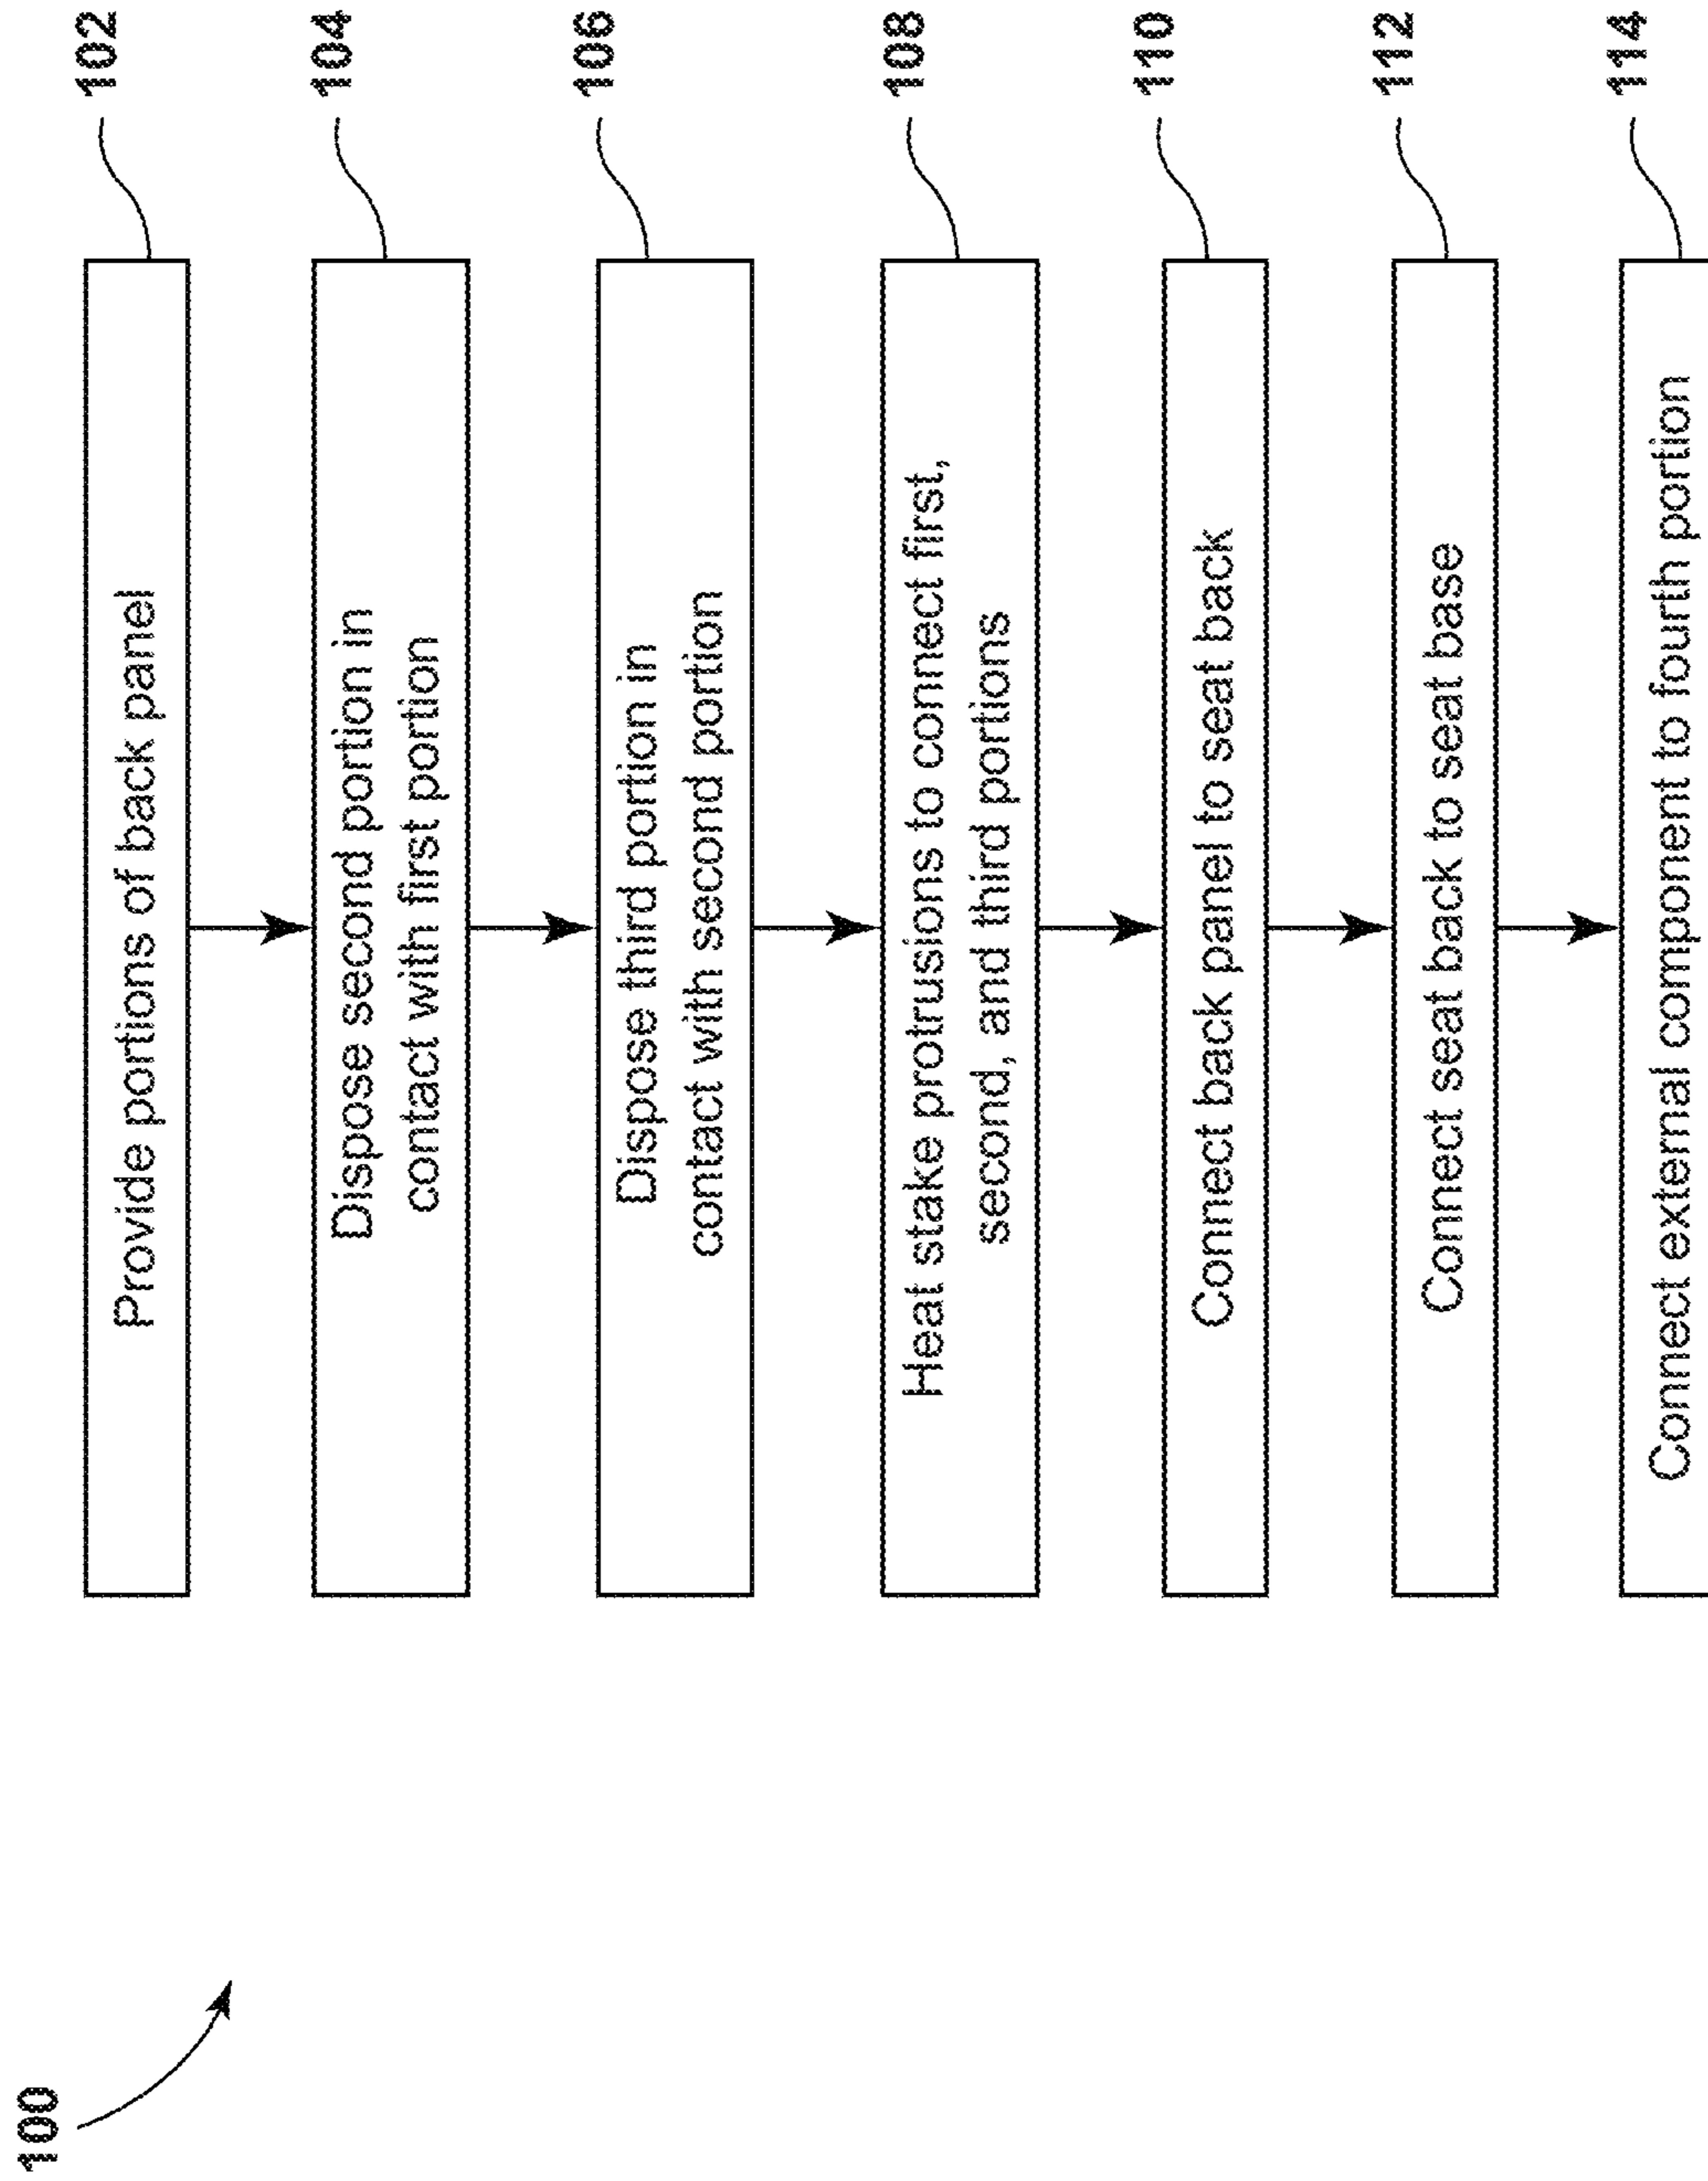 100
Provide portions of back panel
102
Dispose second portion in
contact with first portion
104
Dispose third portion in
contact with second portion
106
Heat stake protrusions to connect first,
second, and third portions
108
Connect back panel to seat back
110
Connect seat back to seat base
112
Connect external component to fourth portion
114